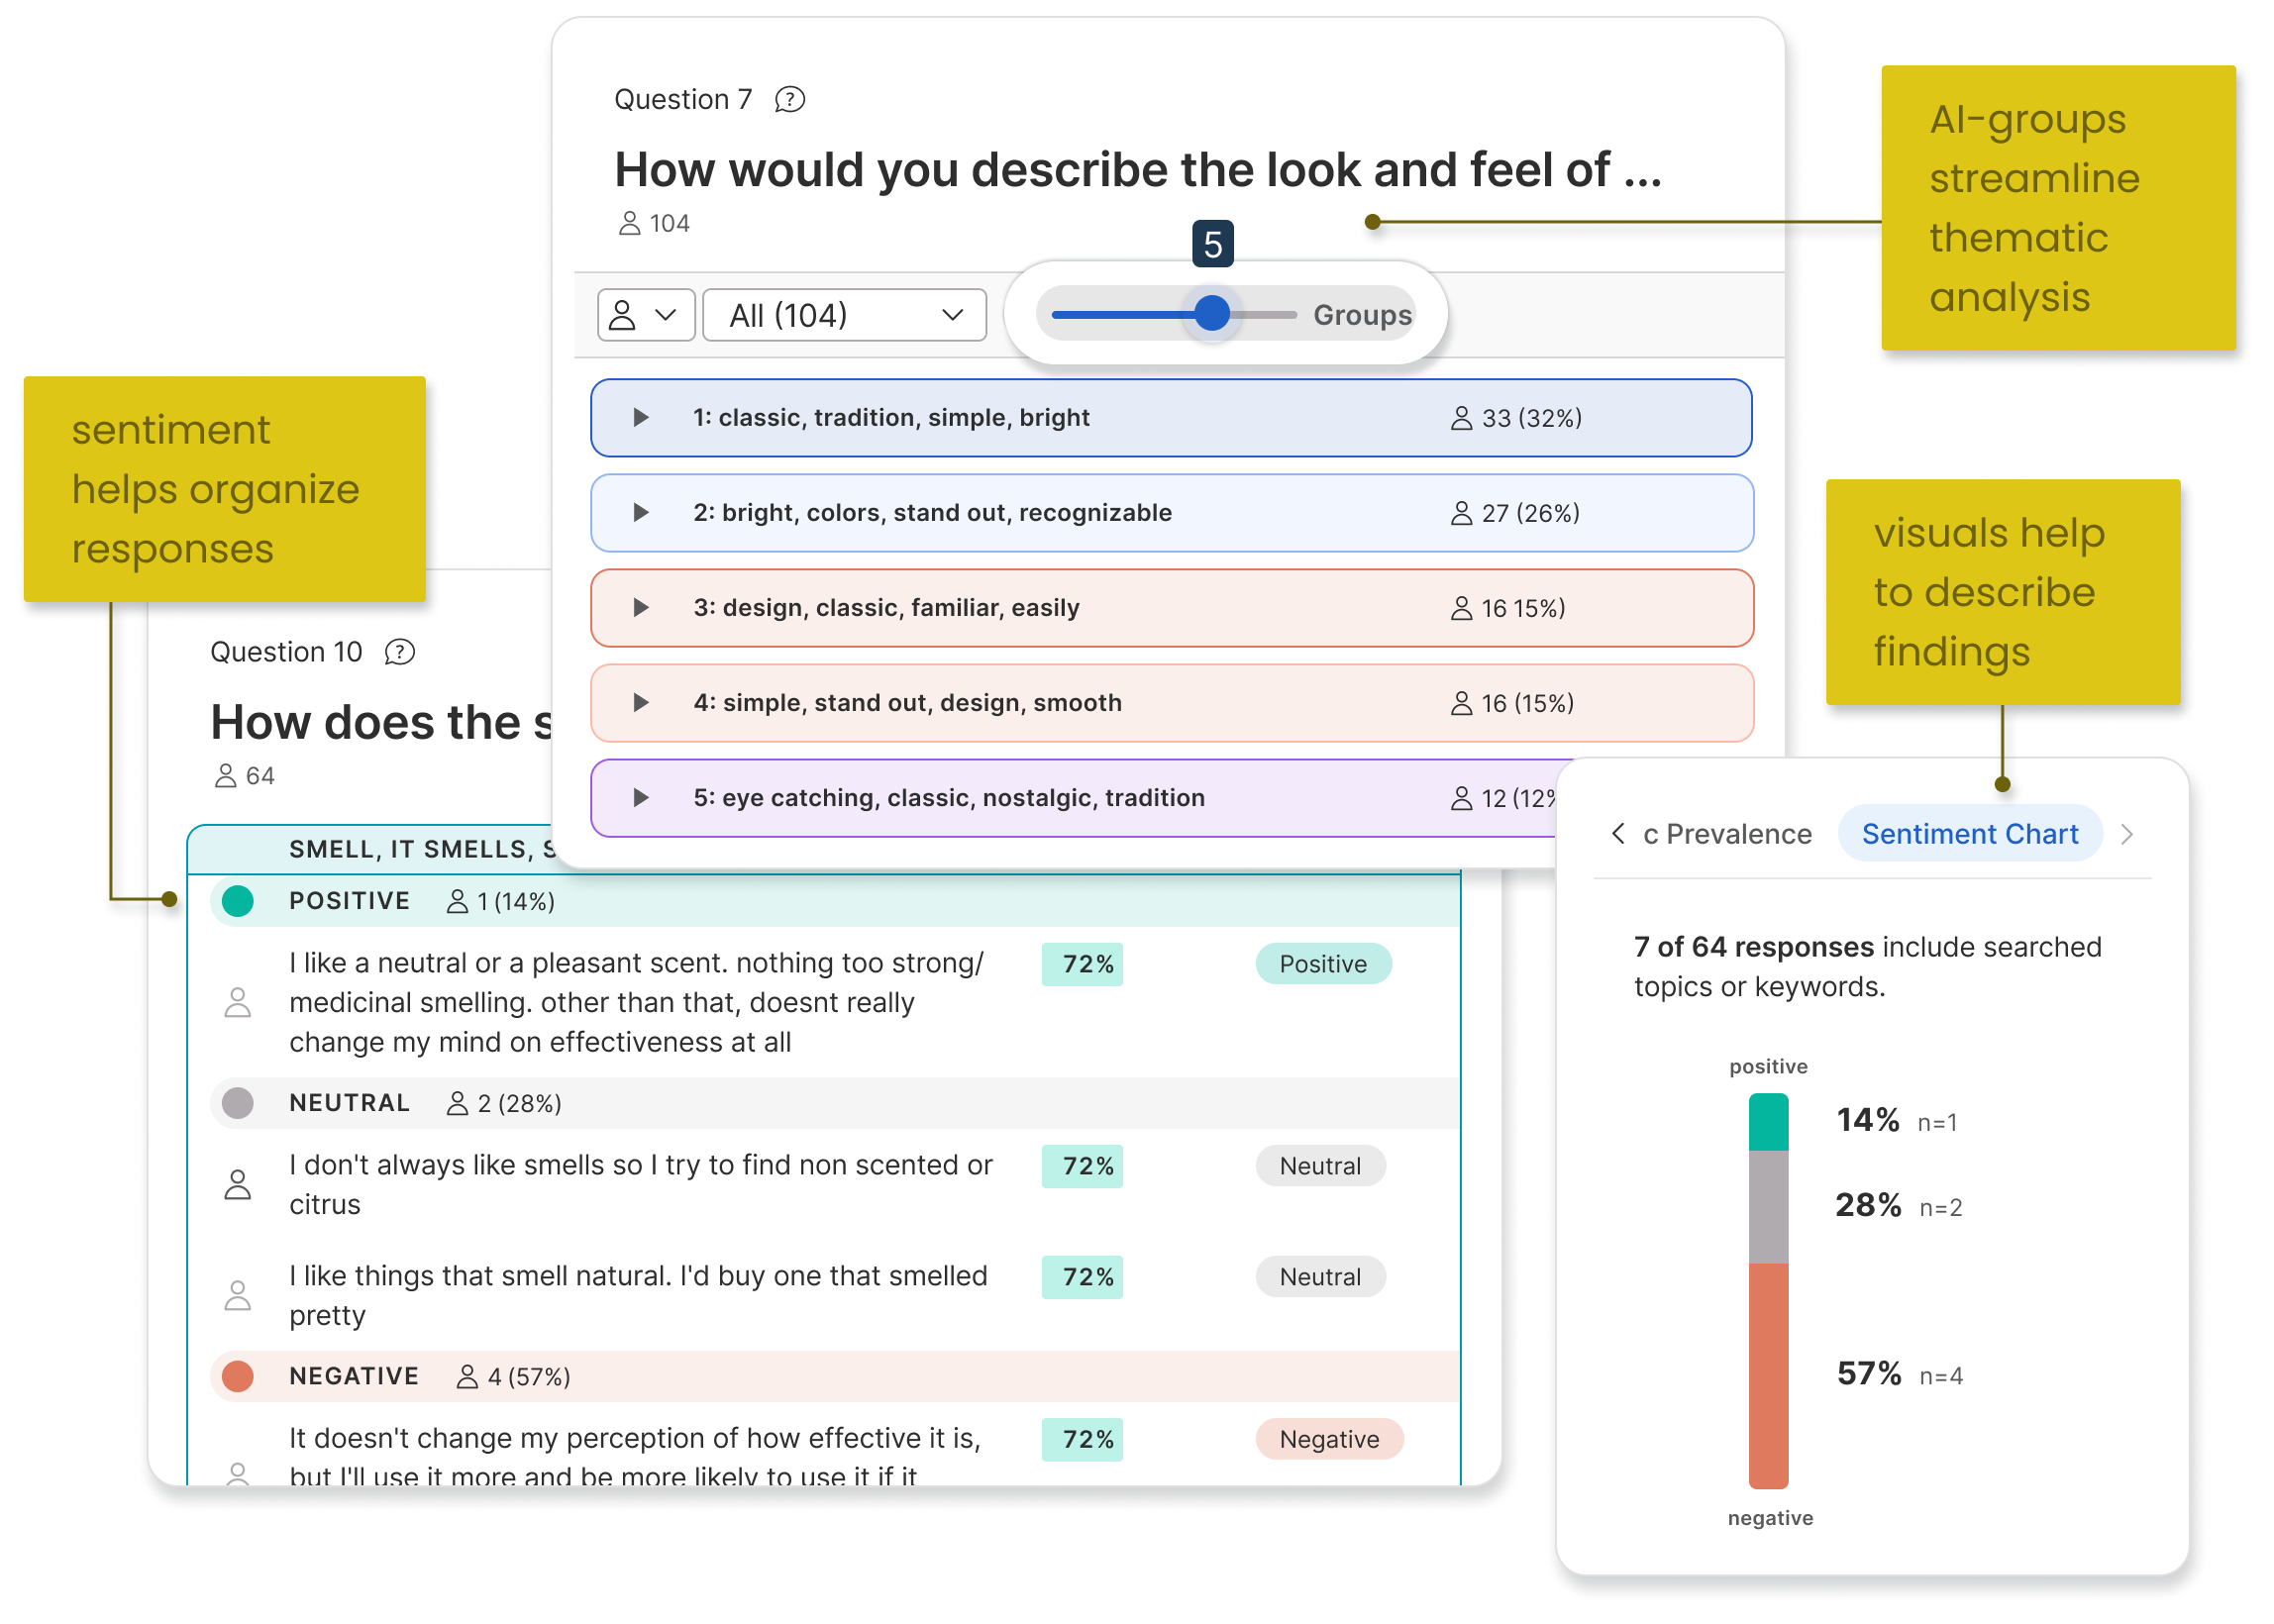 Question 7
How would you describe the look and feel of ...
104
5
All (104)
Groups
1: classic, tradition, simple, bright
33 (32%)
2: bright, colors, stand out, recognizable
27 (26%)
3: design, classic, familiar, easily
16 15%)
4: simple, stand out, design, smooth
16 (15%)
5: eye catching, classic, nostalgic, tradition
12 (12%
AI-groups
streamline
thematic
analysis
sentiment
helps organize
responses
Question 10
How does the s
64
SMELL, IT SMELLS, S
POSITIVE
1 (14%)
I like a neutral or a pleasant scent. nothing too strong/
medicinal smelling. other than that, doesnt really
change my mind on effectiveness at all
72%
Positive
NEUTRAL
2 (28%)
I don't always like smells so I try to find non scented or
citrus
72%
Neutral
I like things that smell natural. I'd buy one that smelled
pretty
72%
Neutral
NEGATIVE
4 (57%)
It doesn't change my perception of how effective it is,
but I'll use it more and be more likely to use it if it
72%
Negative
visuals help
to describe
findings
c Prevalence
Sentiment Chart
7 of 64 responses include searched
topics or keywords.
positive
14% n=1
28% n=2
57% n=4
negative